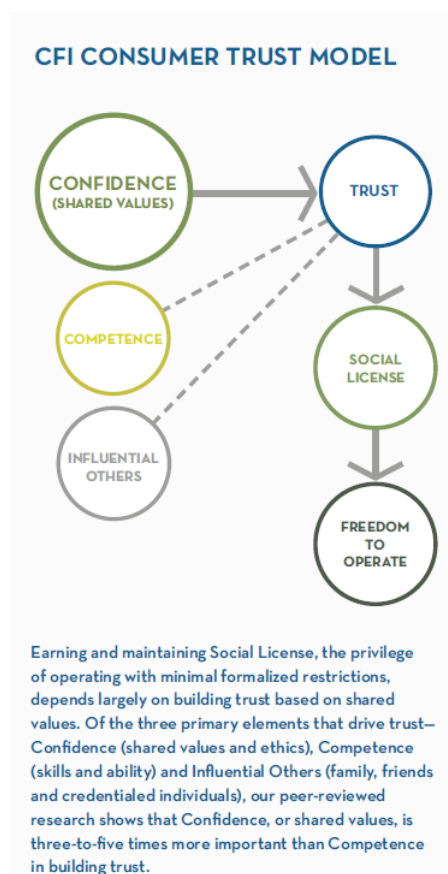 CFI CONSUMER TRUST MODEL
CONFIDENCE
(SHARED VALUES)
TRUST
COMPETENCE
SOCIAL
LICENSE
INFLUENTIAL
OTHERS
FREEDOM
TO
OPERATE
Earning and maintaining Social License, the privilege
of operating with minimal formalized restrictions,
depends largely on building trust based on shared
values. Of the three primary elements that drive trust—
Confidence (shared values and ethics), Competence
(skills and ability) and Influential Others (family, friends
and credentialed individuals), our peer-reviewed
research shows that Confidence, or shared values, is
three-to-five times more important than Competence
in building trust.